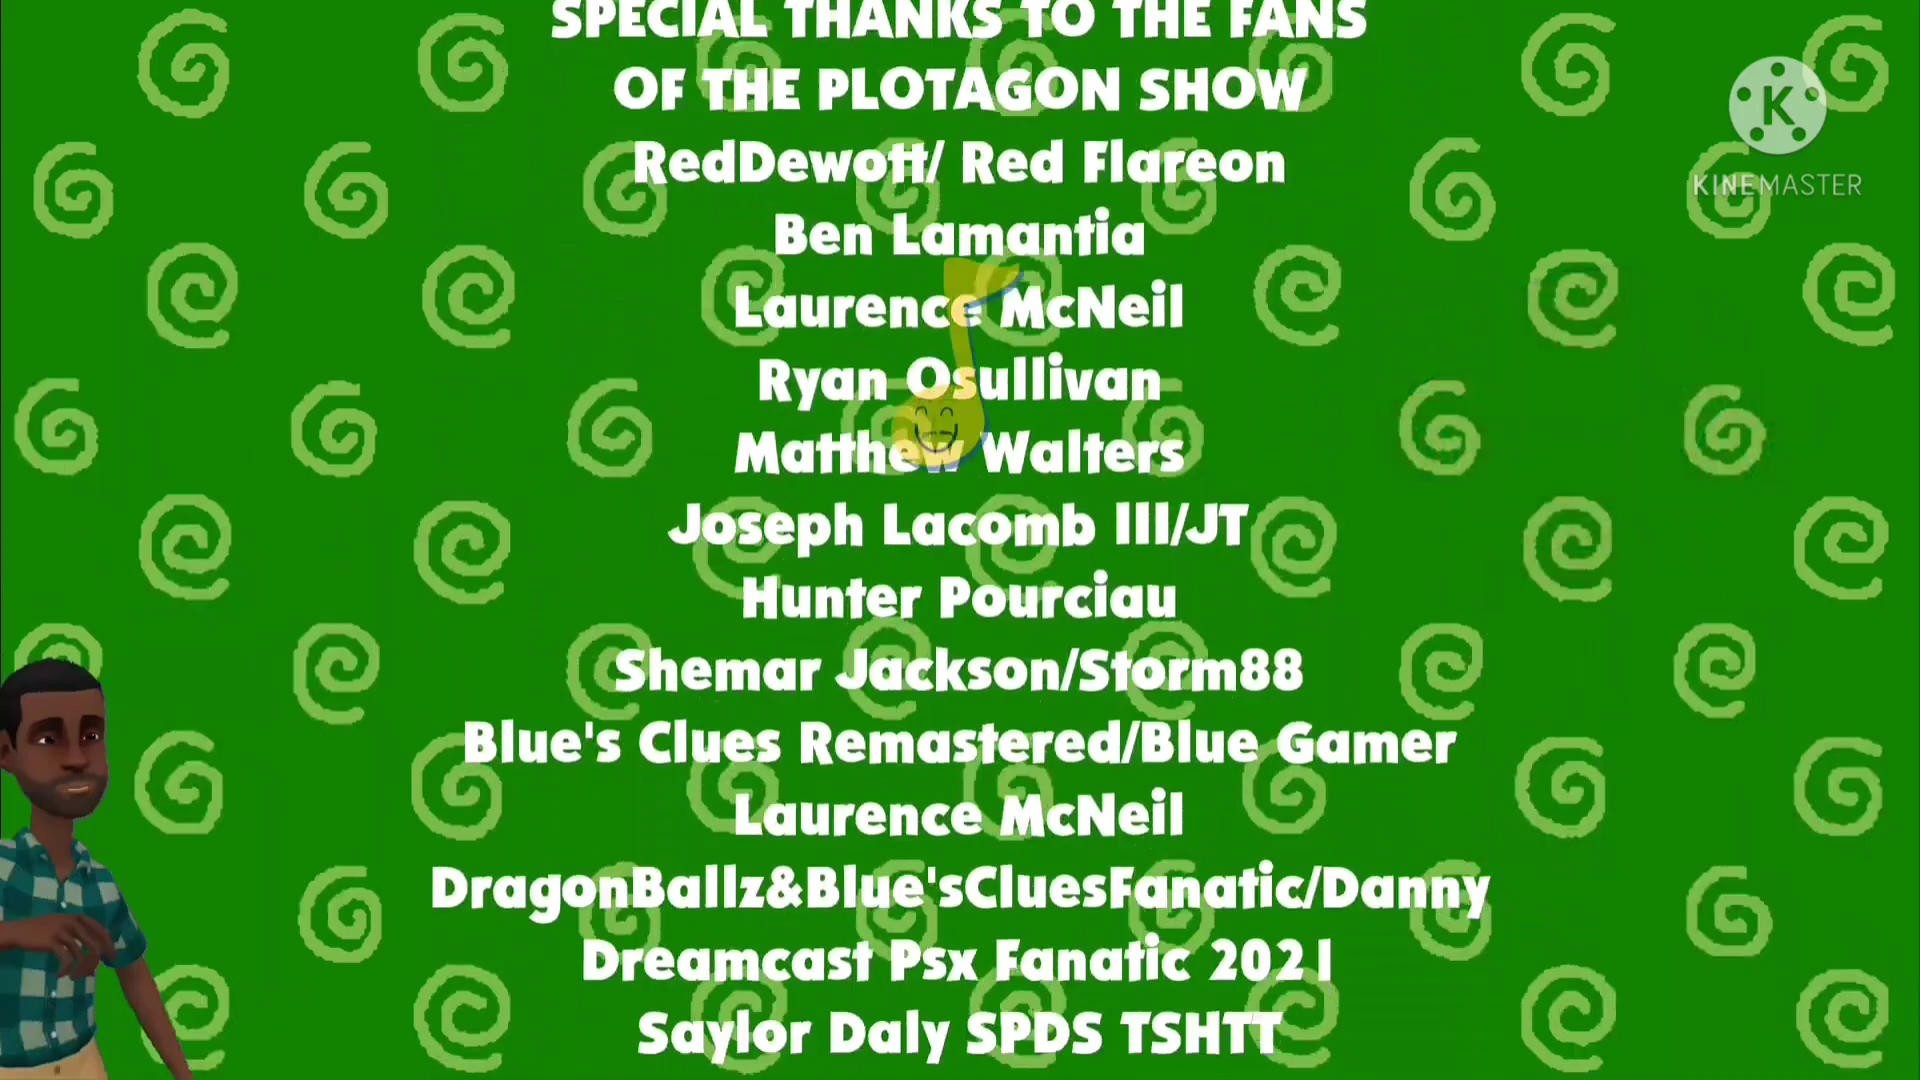 SPECIAL THANKS TO THE FANS
OF THE PLOTAGON SHOW
RedDewott/ Red Flareon
Ben Lamantia
Laurence McNeil
Ryan Osullivan
Matthew Walters
Joseph Lacomb III/JT
Hunter Pourciau
Shemar Jackson/Storm88
Blue's Clues Remastered/Blue Gamer
Laurence McNeil
DragonBallz&Blue'sCluesFanatic/Danny
Dreamcast Psx Fanatic 2021
Saylor Daly SPDS TSHTT
K
KINEMASTER